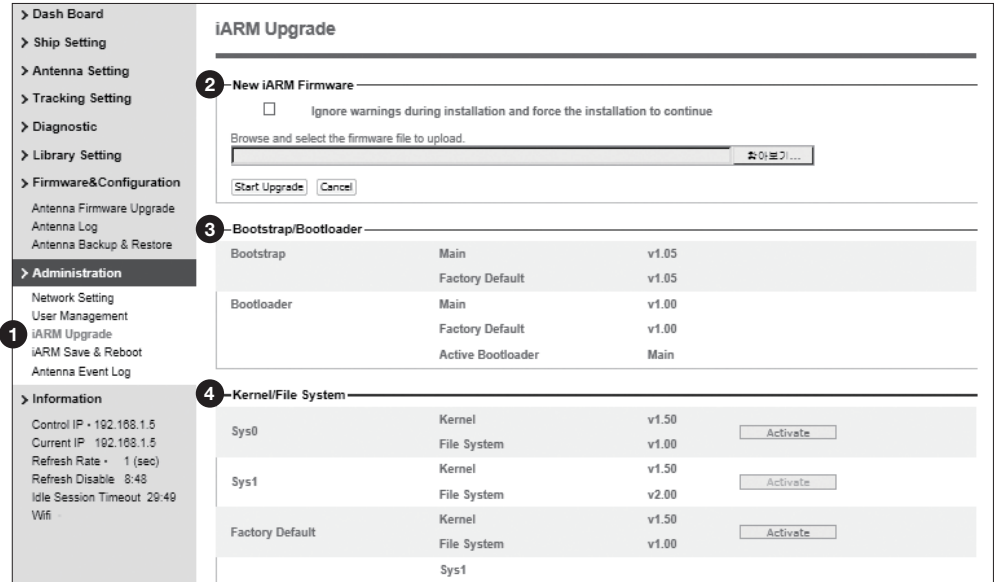 > Dash Board
> Ship Setting
> Antenna Setting
> Tracking Setting
> Diagnostic
> Library Setting
> Firmware&Configuration
Antenna Firmware Upgrade
Antenna Log
Antenna Backup & Restore
> Administration
Network Setting
User Management
1
iARM Upgrade
iARM Save & Reboot
Antenna Event Log
> Information
Control IP • 192.168.1.5
Current IP 192.168.1.5
Refresh Rate • 1 (sec)
Refresh Disable 8:48
Idle Session Timeout 29:49
Wifi -
iARM Upgrade
2 New iARM Firmware
Ignore warnings during installation and force the installation to continue
Browse and select the firmware file to upload.
찾아보기...
Start Upgrade Cancel
3 Bootstrap/Bootloader
Bootstrap Main v1.05
Factory Default v1.05
Bootloader Main v1.00
Factory Default v1.00
Active Bootloader Main
4 Kernel/File System
Sys0 Kernel v1.50
File System v1.00
Activate
Sys1 Kernel v1.50
File System v2.00
Activate
Factory Default Kernel v1.50
File System v1.00
Activate
Sys1